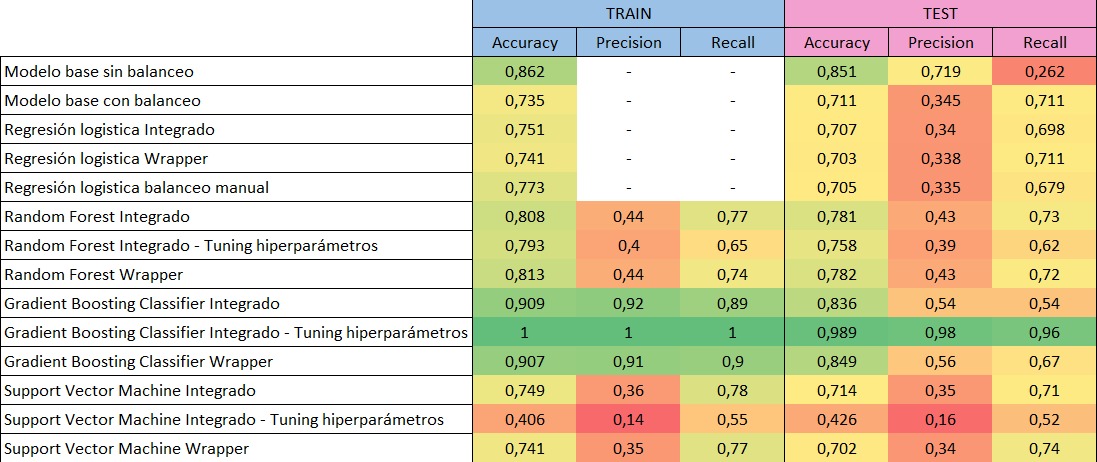 TRAIN TEST
Accuracy Precision Recall Accuracy Precision Recall
Modelo base sin balanceo 0,862 - - 0,851 0,719 0,262
Modelo base con balanceo 0,735 - - 0,711 0,345 0,711
Regresión logistica Integrado 0,751 - - 0,707 0,34 0,698
Regresión logistica Wrapper 0,741 - - 0,703 0,338 0,711
Regresión logistica balanceo manual 0,773 - - 0,705 0,335 0,679
Random Forest Integrado 0,808 0,44 0,77 0,781 0,43 0,73
Random Forest Integrado - Tuning hiperparámetros 0,793 0,4 0,65 0,758 0,39 0,62
Random Forest Wrapper 0,813 0,44 0,74 0,782 0,43 0,72
Gradient Boosting Classifier Integrado 0,909 0,92 0,89 0,836 0,54 0,54
Gradient Boosting Classifier Integrado - Tuning hiperparámetros 1 1 1 0,989 0,98 0,96
Gradient Boosting Classifier Wrapper 0,907 0,91 0,9 0,849 0,56 0,67
Support Vector Machine Integrado 0,749 0,36 0,78 0,714 0,35 0,71
Support Vector Machine Integrado - Tuning hiperparámetros 0,406 0,14 0,55 0,426 0,16 0,52
Support Vector Machine Wrapper 0,741 0,35 0,77 0,702 0,34 0,74